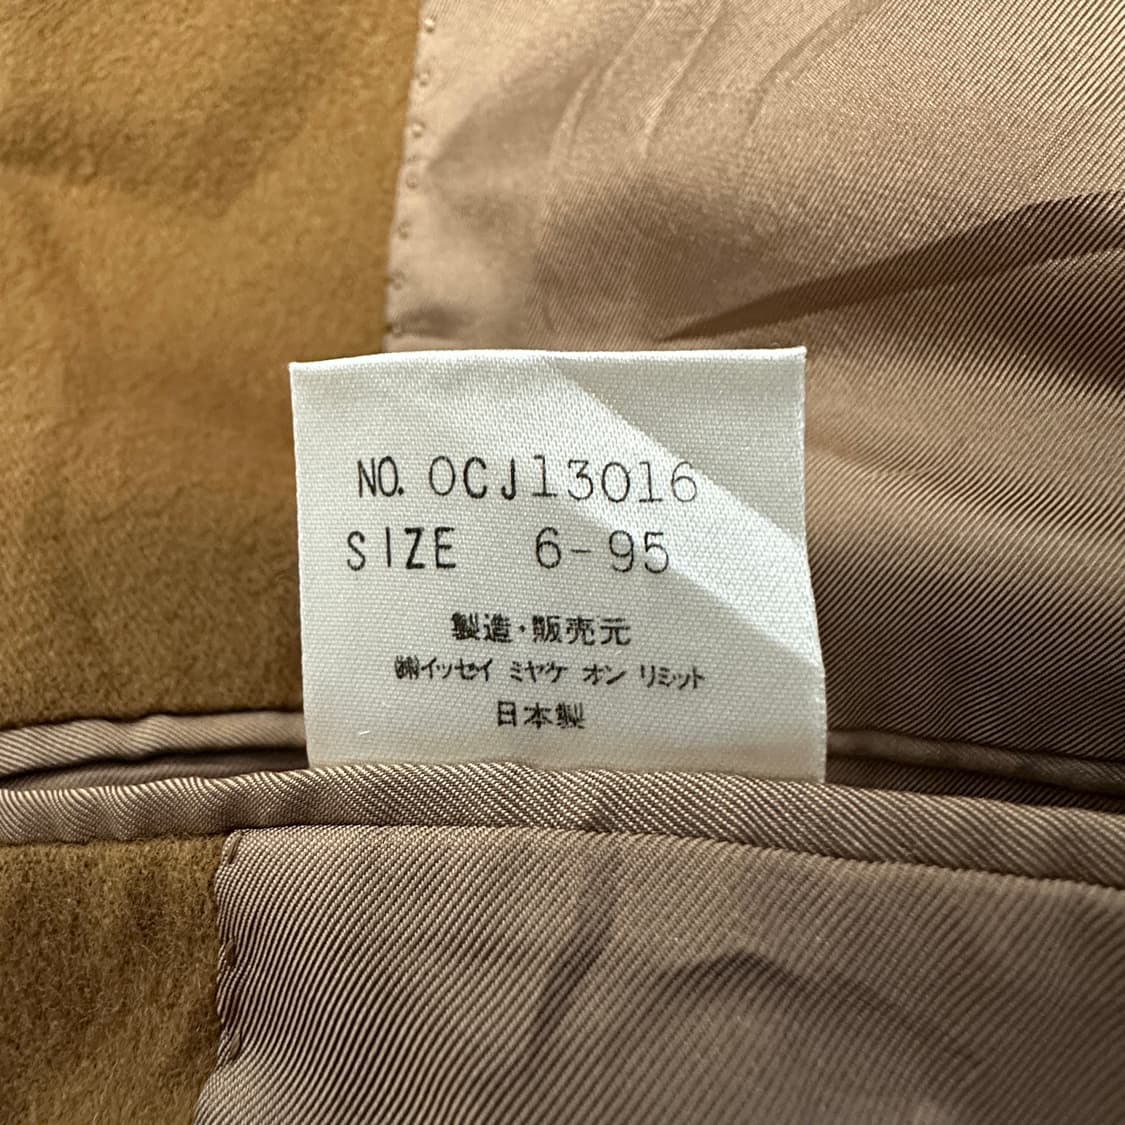 NO. OCJ13016
SIZE 6-95
製造・販売元
㈱イッセイ ミヤケ オン リミット
日本製